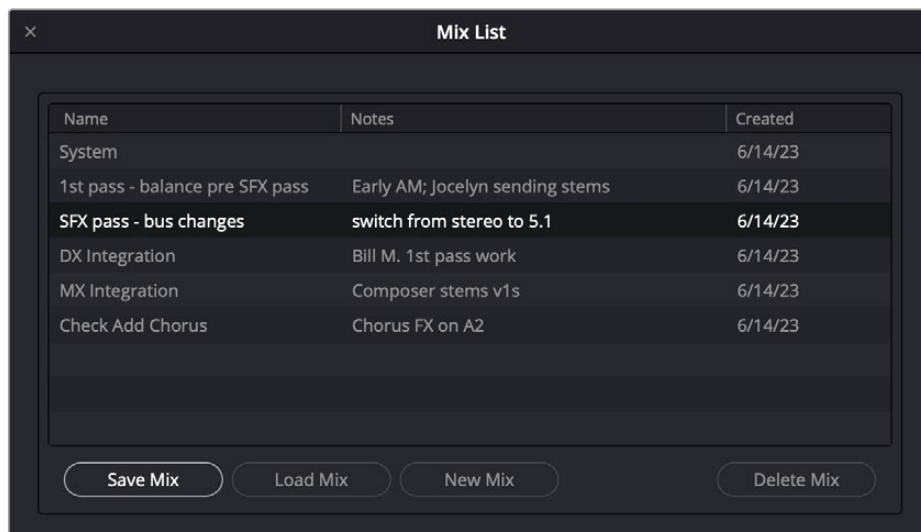 Mix List
Name Notes Created
System 6/14/23
1st pass - balance pre SFX pass Early AM; Jocelyn sending stems 6/14/23
SFX pass - bus changes switch from stereo to 5.1 6/14/23
DX Integration Bill M. 1st pass work 6/14/23
MX Integration Composer stems v1s 6/14/23
Check Add Chorus Chorus FX on A2 6/14/23
Save Mix Load Mix New Mix Delete Mix